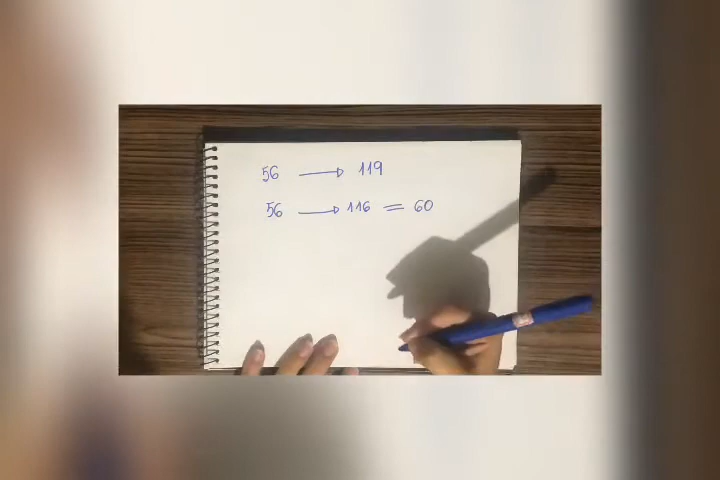 56 → 119
56 → 116 = 60